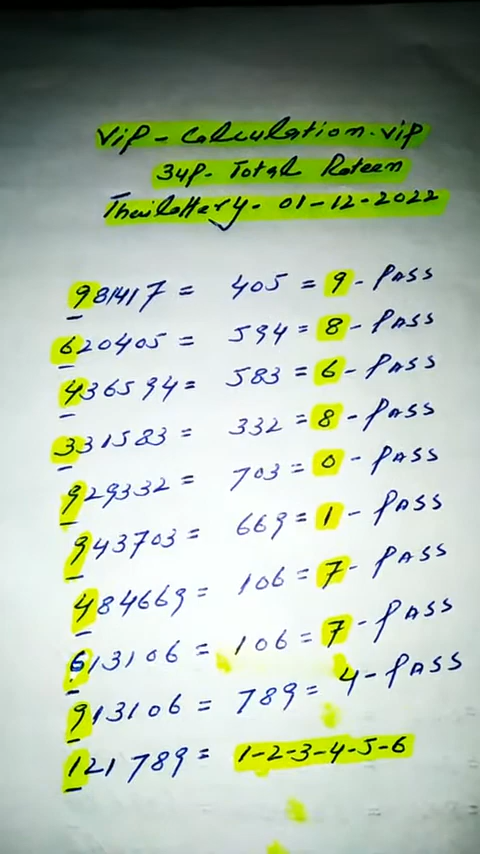 Vip - Calculation.vip
34P - Total Roteen
Thailottery - 01-12-2022
981417 = 405 = 9 - PASS
620405 = 594 = 8 - PASS
436594 = 583 = 6 - PASS
331583 = 332 = 8 - PASS
929332 = 703 = 0 - PASS
943703 = 669 = 1 - PASS
484669 = 106 = 7 - PASS
613106 = 106 = 7 - PASS
913106 = 789 = 4 - PASS
121789 = 1-2-3-4-5-6